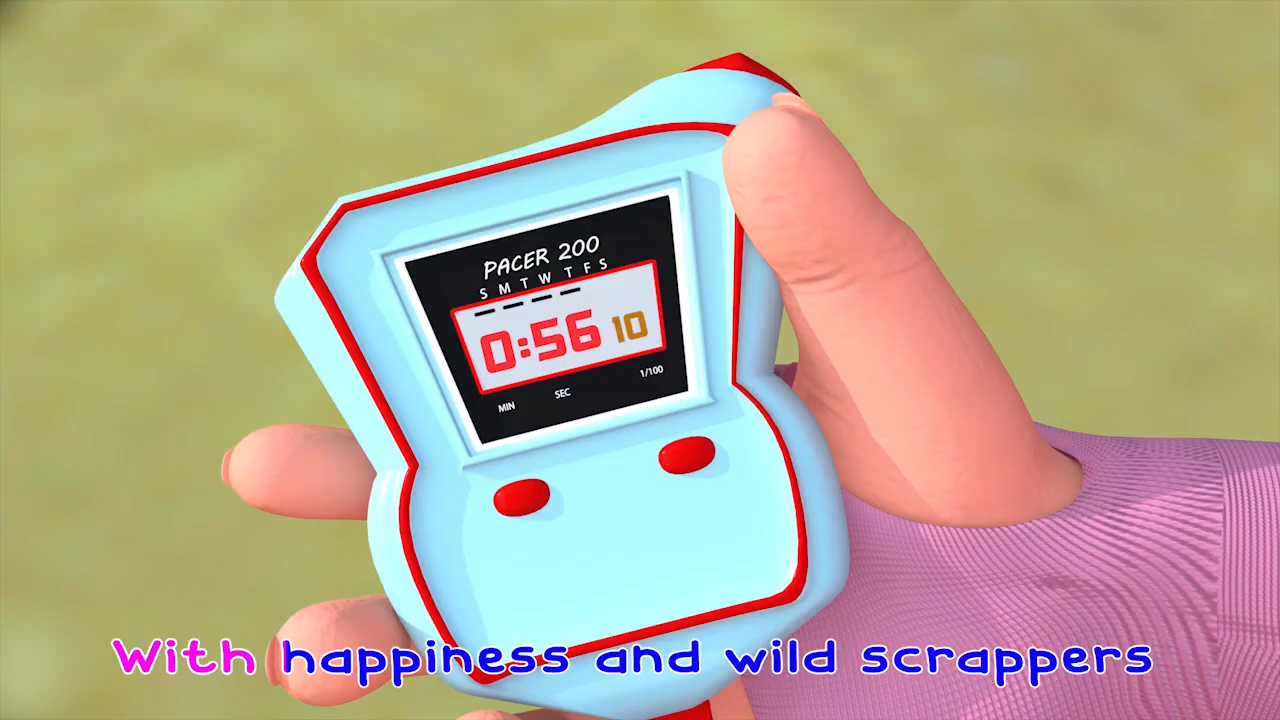 PACER 200
S M T W T F S
0:56 10
MIN SEC 1/100
With happiness and wild scrappers